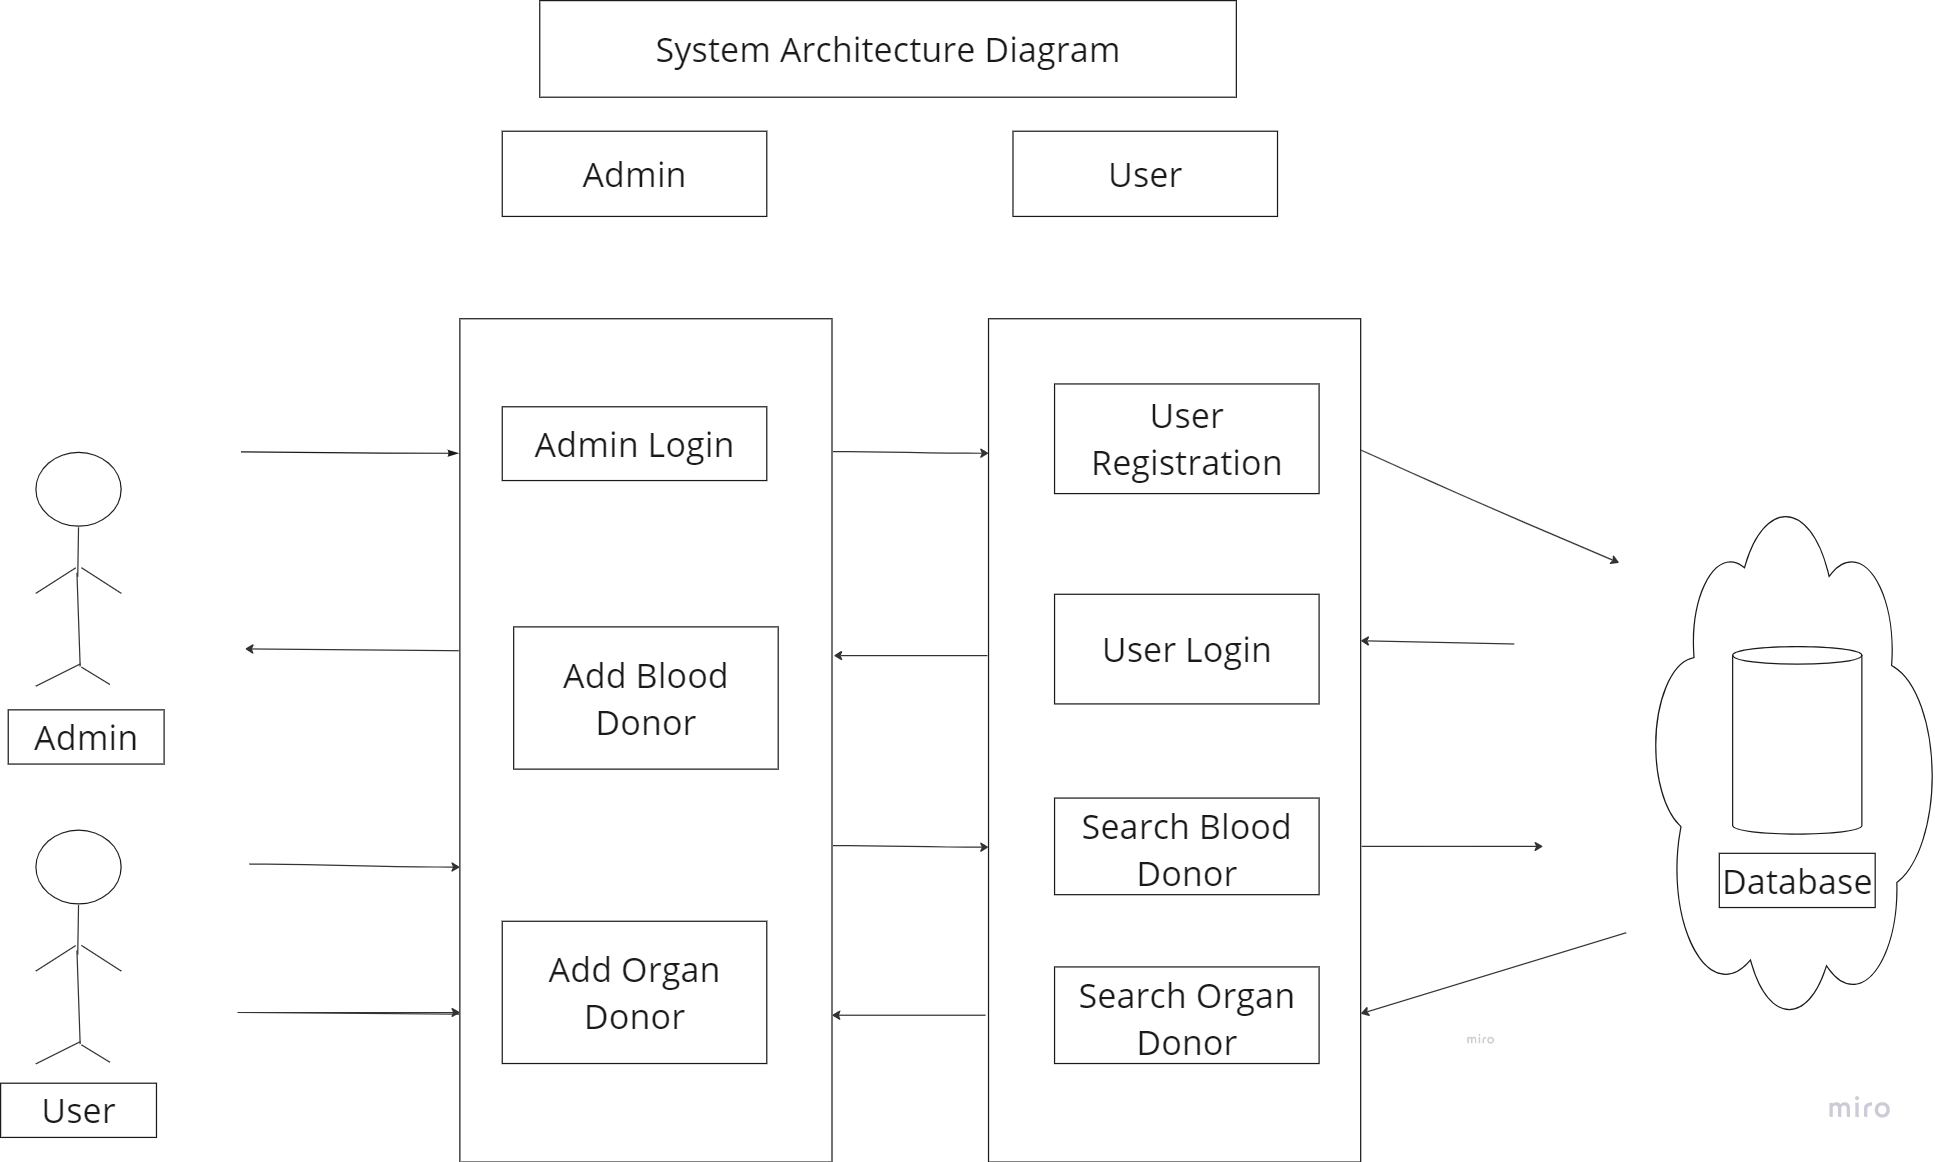 System Architecture Diagram
Admin
User
Admin Login
Add Blood
Donor
Add Organ
Donor
User
Registration
User Login
Search Blood
Donor
Search Organ
Donor
Admin
User
Database
miro
miro